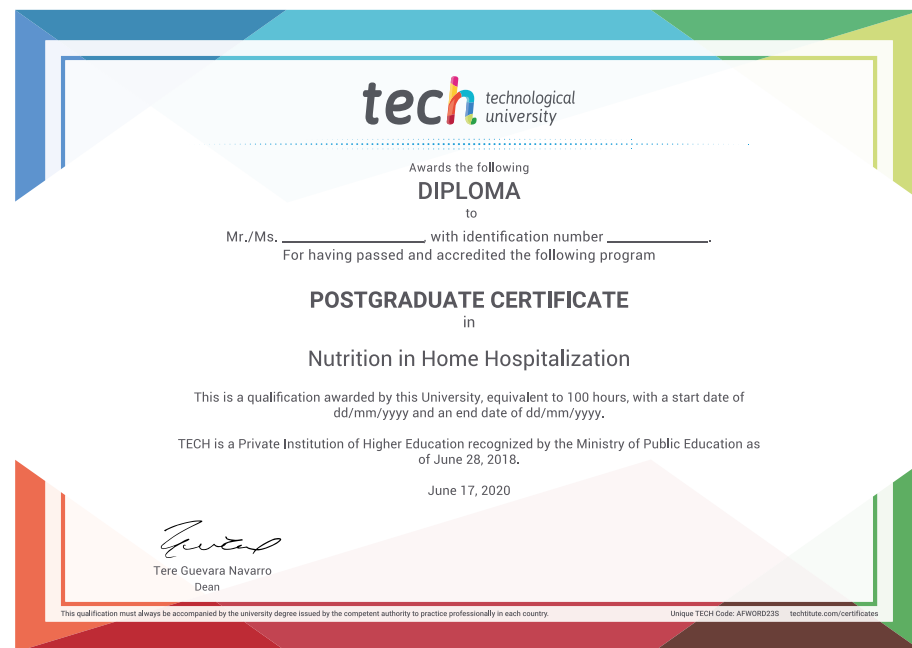 tech technological
university
Awards the following
DIPLOMA
to
Mr./Ms. ____________________, with identification number ______________.
For having passed and accredited the following program
POSTGRADUATE CERTIFICATE
in
Nutrition in Home Hospitalization
This is a qualification awarded by this University, equivalent to 100 hours, with a start date of
dd/mm/yyyy and an end date of dd/mm/yyyy.
TECH is a Private Institution of Higher Education recognized by the Ministry of Public Education as
of June 28, 2018.
June 17, 2020
Tere Guevara Navarro
Dean
This qualification must always be accompanied by the university degree issued by the competent authority to practice professionally in each country. Unique TECH Code: AFWORD23S techtitute.com/certificates